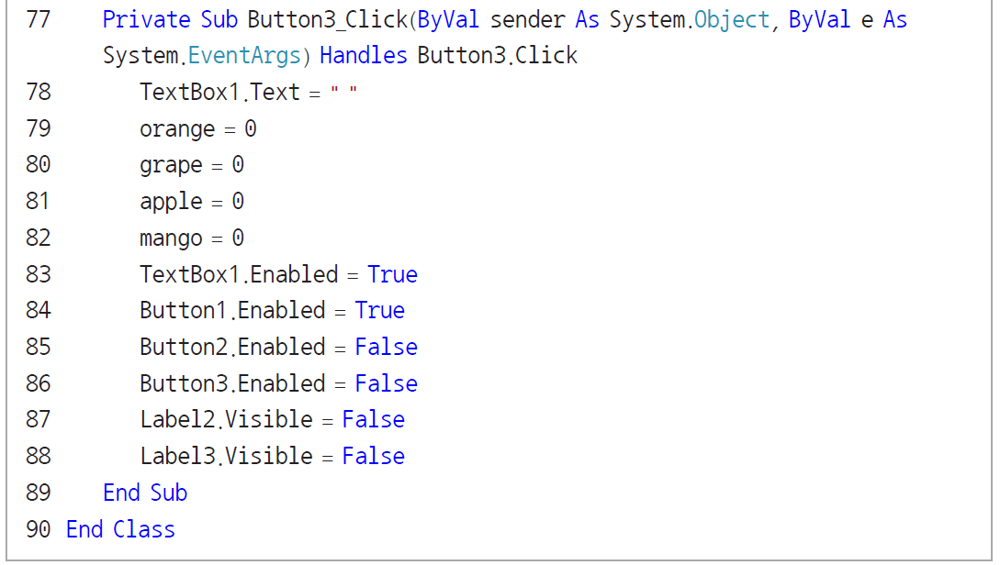 77 Private Sub Button3_Click(ByVal sender As System.Object, ByVal e As
System.EventArgs) Handles Button3.Click
78 TextBox1.Text = " "
79 orange = 0
80 grape = 0
81 apple = 0
82 mango = 0
83 TextBox1.Enabled = True
84 Button1.Enabled = True
85 Button2.Enabled = False
86 Button3.Enabled = False
87 Label2.Visible = False
88 Label3.Visible = False
89 End Sub
90 End Class